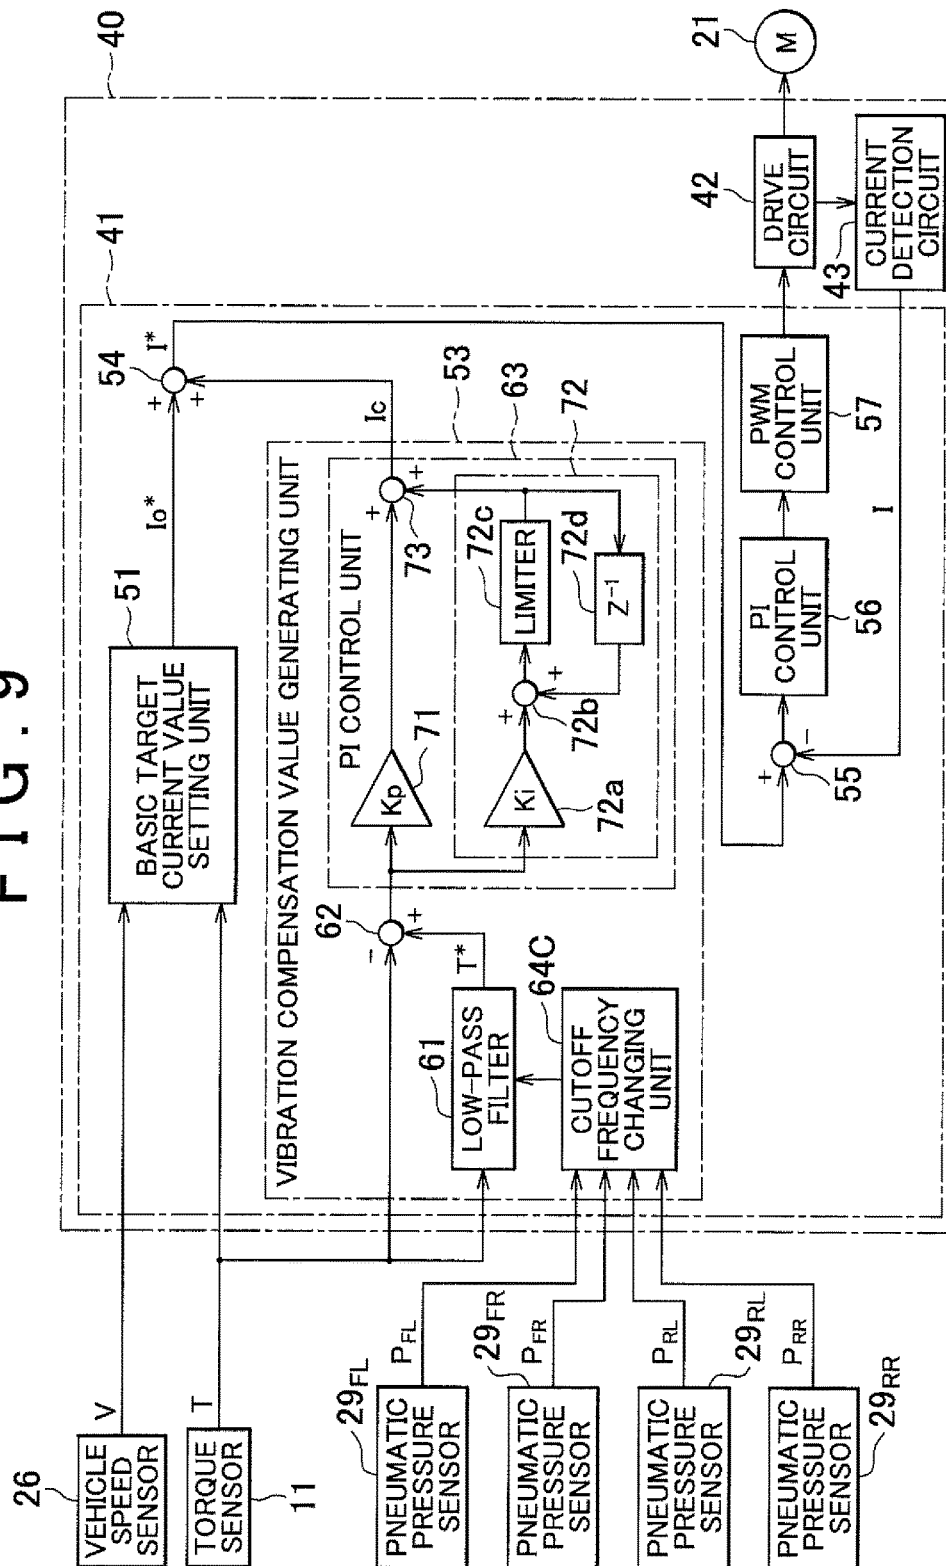 FIG. 9
40
41
26
VEHICLE
SPEED
SENSOR
V
TORQUE
SENSOR
11
T
51
BASIC TARGET
CURRENT VALUE
SETTING UNIT
Io*
54
+
+
I*
VIBRATION COMPENSATION VALUE GENERATING UNIT
53
PI CONTROL UNIT
63
72
62
-
+
T*
61
LOW-PASS
FILTER
64C
CUTOFF
FREQUENCY
CHANGING
UNIT
Kp
71
Ki
72a
+
+
72b
72c
LIMITER
72d
Z-1
+
+
73
Ic
29FL
PNEUMATIC
PRESSURE
SENSOR
PFL
29FR
PNEUMATIC
PRESSURE
SENSOR
PFR
29RL
PNEUMATIC
PRESSURE
SENSOR
PRL
29RR
PNEUMATIC
PRESSURE
SENSOR
PRR
+
-
55
PI
CONTROL
UNIT
56
PWM
CONTROL
UNIT
57
I
42
DRIVE
CIRCUIT
43
CURRENT
DETECTION
CIRCUIT
21
M